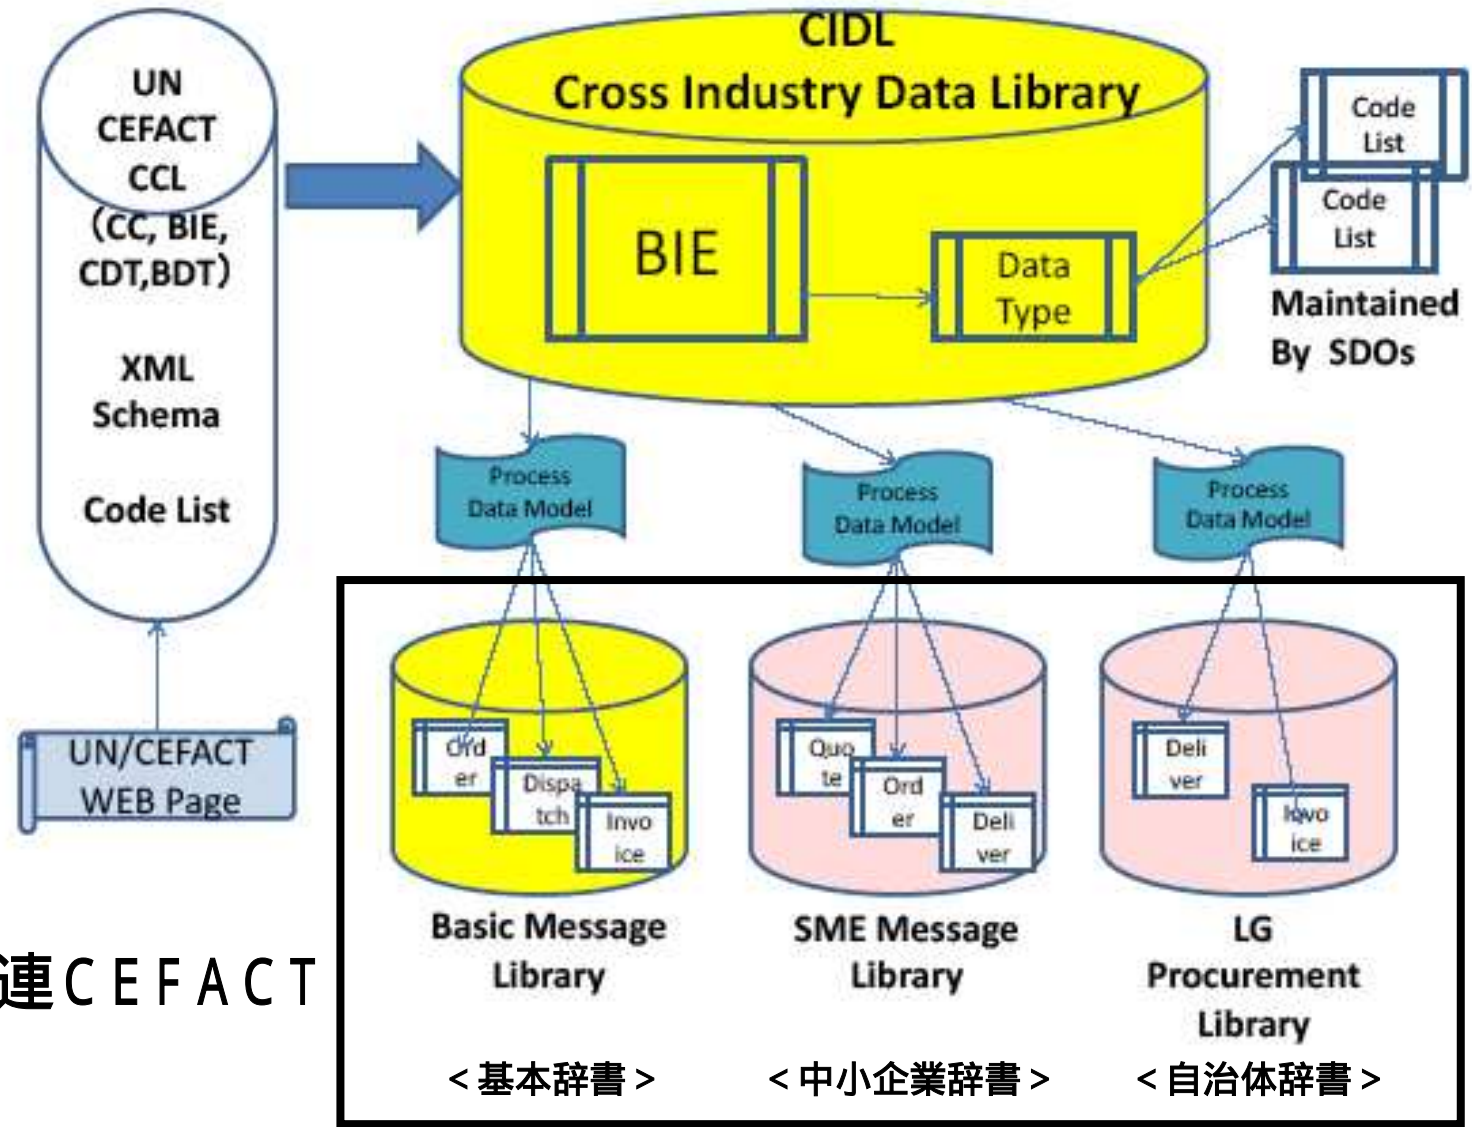 UN
CEFACT
CCL
（CC, BIE,
CDT,BDT）
XML
Schema
Code List
UN/CEFACT
WEB Page
連ＣＥＦＡＣＴ
CIDL
Cross Industry Data Library
BIE
Data
Type
Code
List
Code
List
Maintained
By SDOs
Process
Data Model
Process
Data Model
Process
Data Model
Ord
er
Dispa
tch
Invo
ice
Basic Message
Library
<基本辞書>
Quo
te
Ord
er
Deli
ver
SME Message
Library
<中小企業辞書>
Deli
ver
Invo
ice
LG
Procurement
Library
<自治体辞書>